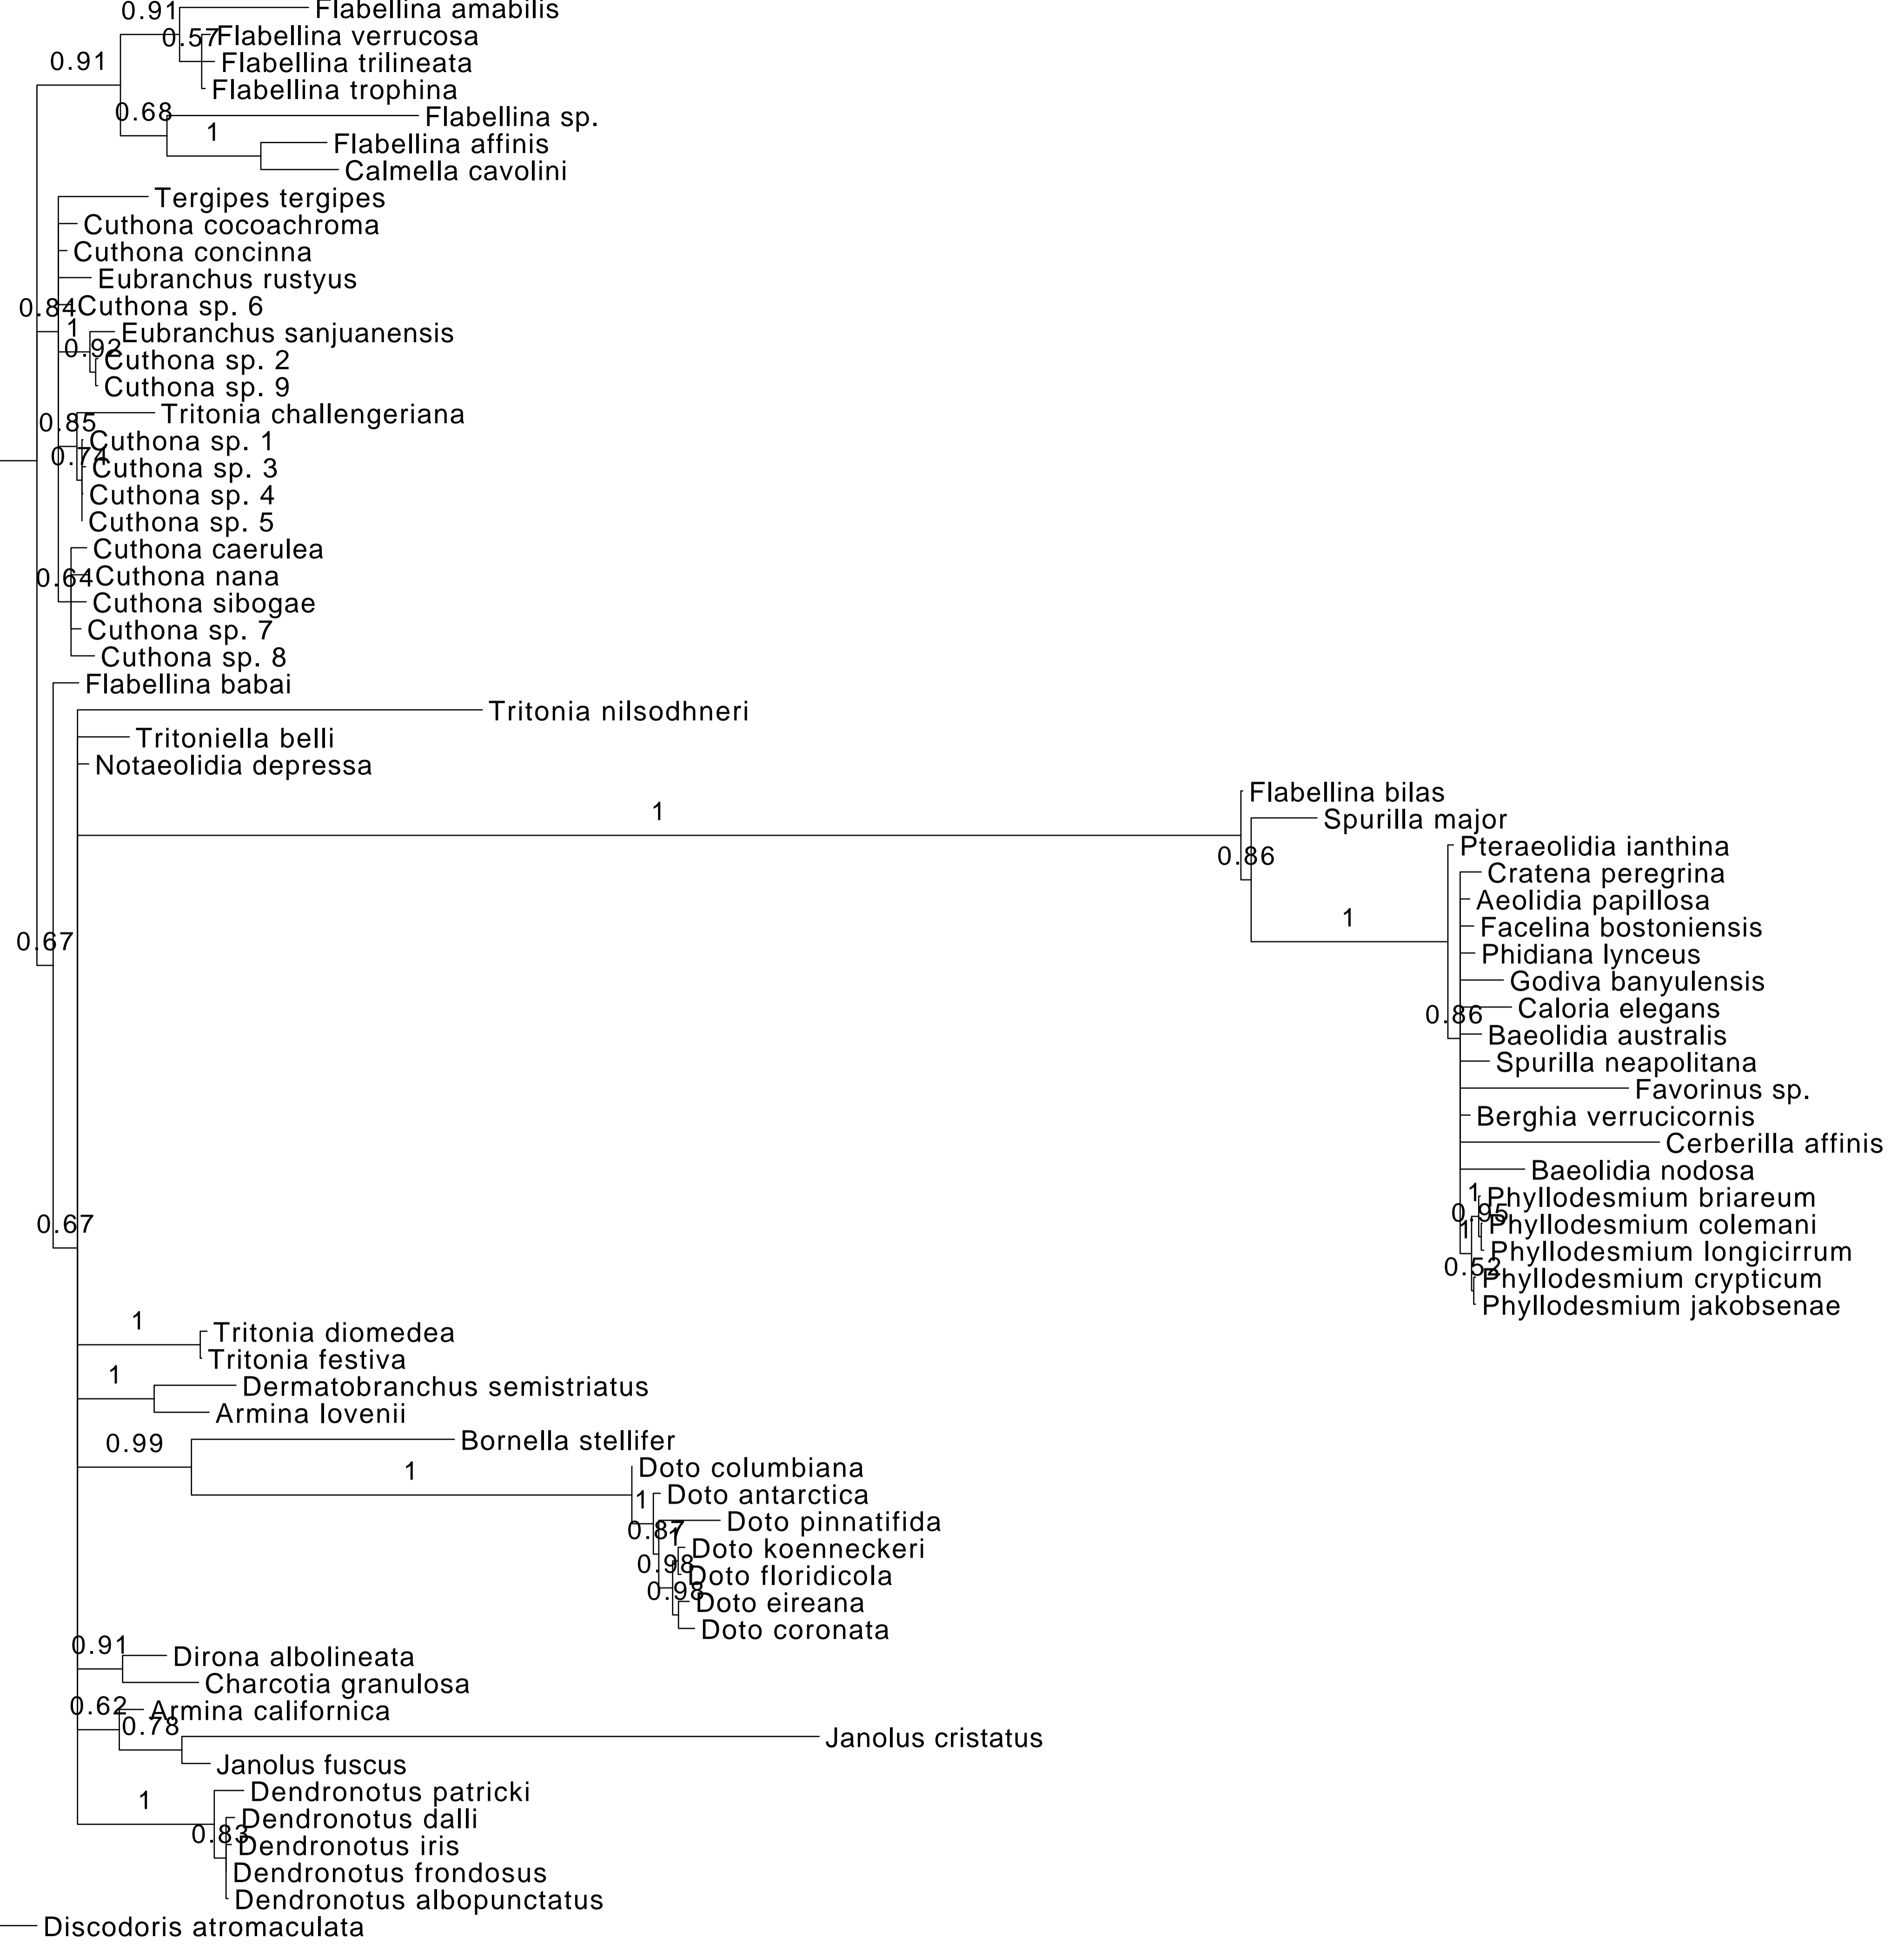 0.91 Flabellina amabilis
0.57 Flabellina verrucosa
0.91 Flabellina trilineata
Flabellina trophina
0.68 Flabellina sp.
1 Flabellina affinis
Calmella cavolini
Tergipes tergipes
Cuthona cocoachroma
Cuthona concinna
Eubranchus rustyus
0.84 Cuthona sp. 6
1 Eubranchus sanjuanensis
0.92 Cuthona sp. 2
Cuthona sp. 9
Tritonia challengeriana
0.85
Cuthona sp. 1
0.74 Cuthona sp. 3
Cuthona sp. 4
Cuthona sp. 5
Cuthona caerulea
0.64 Cuthona nana
Cuthona sibogae
Cuthona sp. 7
Cuthona sp. 8
Flabellina babai
Tritonia nilsodhneri
Tritoniella belli
Notaeolidia depressa
Flabellina bilas
1 Spurilla major
Pteraeolidia ianthina
0.86
Cratena peregrina
Aeolidia papillosa
1 Facelina bostoniensis
0.67 Phidiana lynceus
Godiva banyulensis
0.86 Caloria elegans
Baeolidia australis
Spurilla neapolitana
Favorinus sp.
Berghia verrucicornis
Cerberilla affinis
Baeolidia nodosa
1 Phyllodesmium briareum
0.95
0.67 1 Phyllodesmium colemani
Phyllodesmium longicirrum
0.52 Phyllodesmium crypticum
Phyllodesmium jakobsenae
1 Tritonia diomedea
Tritonia festiva
1 Dermatobranchus semistriatus
Armina lovenii
0.99 Bornella stellifer
1 Doto columbiana
1 Doto antarctica
0.87 1 Doto pinnatifida
Doto koenneckeri
0.98 Doto floridicola
0.98 Doto eireana
Doto coronata
0.91 Dirona albolineata
Charcotia granulosa
0.62 Armina californica
0.78 Janolus cristatus
Janolus fuscus
Dendronotus patricki
1 Dendronotus dalli
0.83 Dendronotus iris
Dendronotus frondosus
Dendronotus albopunctatus
Discodoris atromaculata